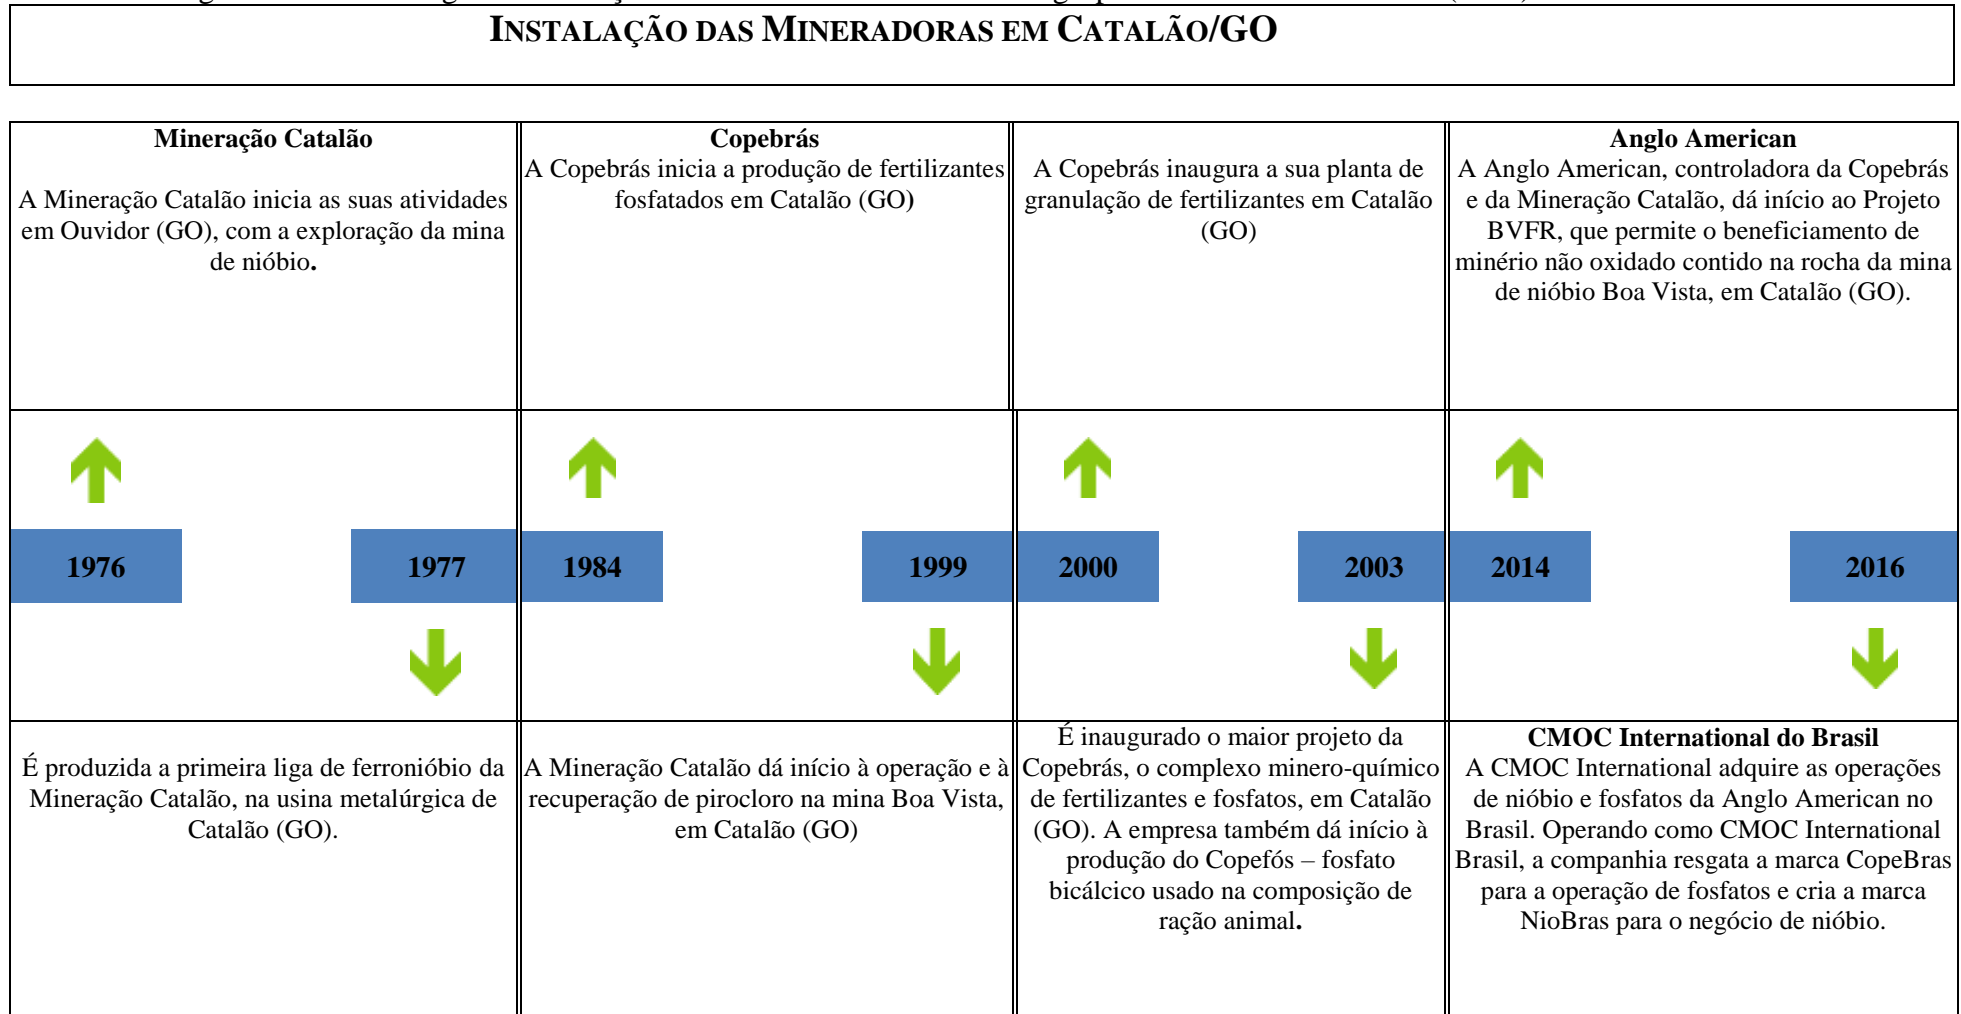 INSTALAÇÃO DAS MINERADORAS EM CATALÃO/GO
Mineração Catalão
A Mineração Catalão inicia as suas atividades
em Ouvidor (GO), com a exploração da mina
de nióbio.
Copebrás
A Copebrás inicia a produção de fertilizantes
fosfatados em Catalão (GO)
A Copebrás inaugura a sua planta de
granulação de fertilizantes em Catalão
(GO)
Anglo American
A Anglo American, controladora da Copebrás
e da Mineração Catalão, dá início ao Projeto
BVFR, que permite o beneficiamento de
minério não oxidado contido na rocha da mina
de nióbio Boa Vista, em Catalão (GO).
1976
1977
1984
1999
2000
2003
2014
2016
É produzida a primeira liga de ferronióbio da
Mineração Catalão, na usina metalúrgica de
Catalão (GO).
A Mineração Catalão dá início à operação e à
recuperação de pirocloro na mina Boa Vista,
em Catalão (GO)
É inaugurado o maior projeto da
Copebrás, o complexo minero-químico
de fertilizantes e fosfatos, em Catalão
(GO). A empresa também dá início à
produção do Copefós – fosfato
bicálcico usado na composição de
ração animal.
CMOC International do Brasil
A CMOC International adquire as operações
de nióbio e fosfatos da Anglo American no
Brasil. Operando como CMOC International
Brasil, a companhia resgata a marca CopeBras
para a operação de fosfatos e cria a marca
NioBras para o negócio de nióbio.